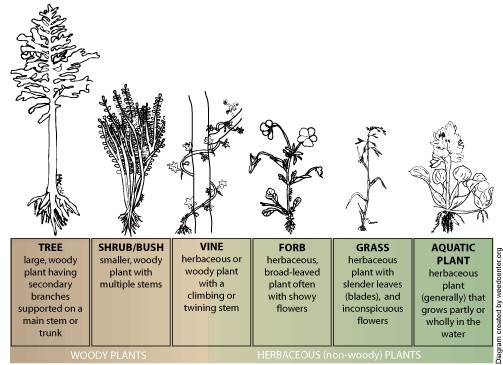 TREE
large, woody
plant having
secondary
branches
supported on a
main stem or
trunk
SHRUB/BUSH
smaller, woody
plant with
multiple stems
VINE
herbaceous or
woody plant
with a
climbing or
twining stem
FORB
herbaceous,
broad-leaved
plant often
with showy
flowers
GRASS
herbaceous
plant with
slender leaves
(blades), and
inconspicuous
flowers
AQUATIC
PLANT
herbaceous
plant
(generally) that
grows partly or
wholly in the
water
WOODY PLANTS
HERBACEOUS (non-woody) PLANTS
Diagram created by weedcenter.org